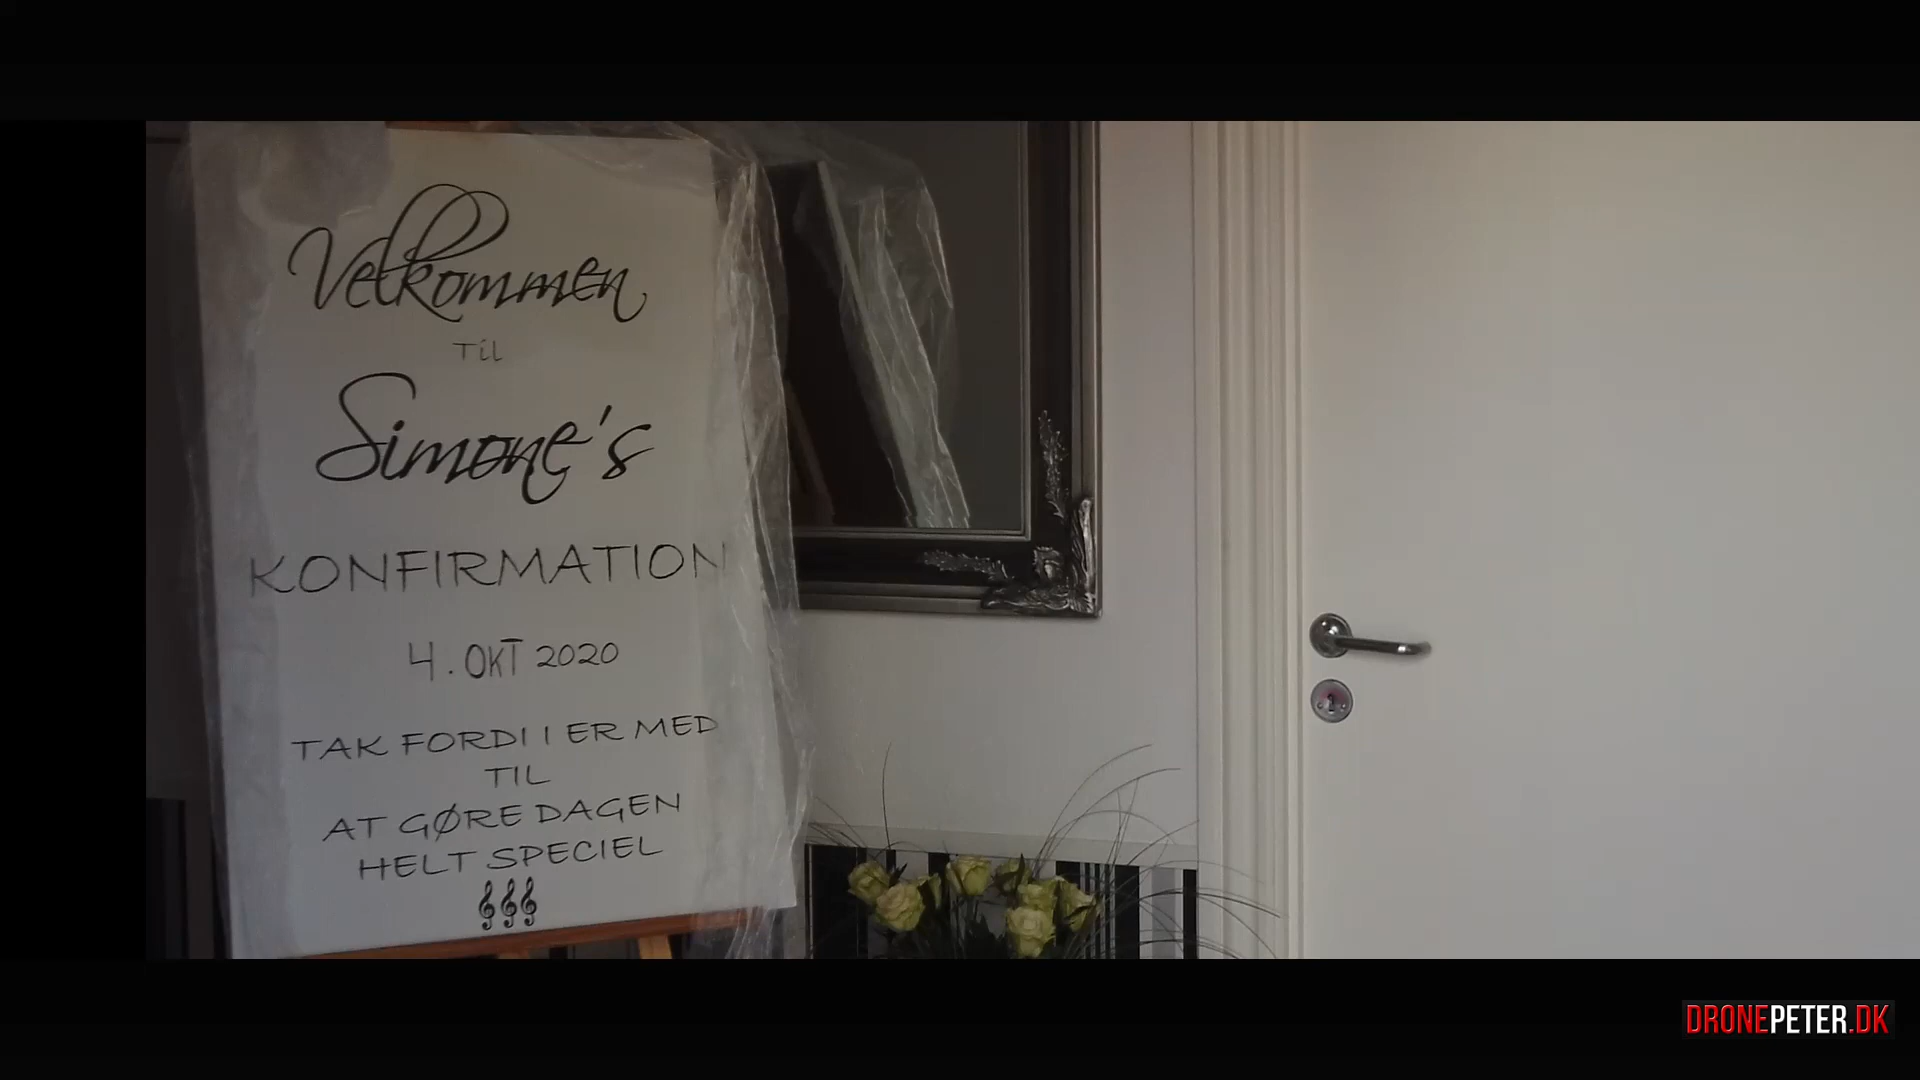 Velkommen
Til
Simone's
KONFIRMATION
4. OKT 2020
TAK FORDI I ER MED
TIL
AT GØRE DAGEN
HELT SPECIEL
DRONEPETER.DK